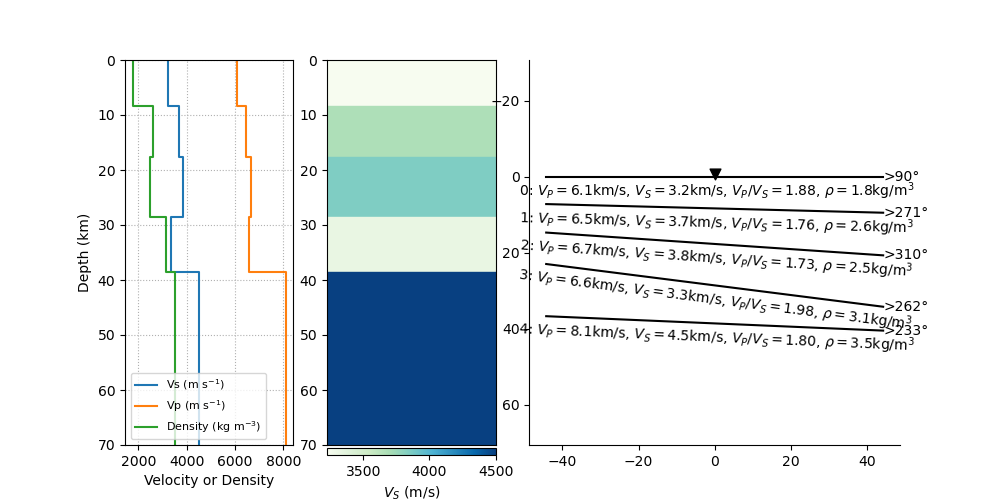 0
10
20
30
40
50
60
70
Depth (km)
2000 4000 6000 8000
Velocity or Density
Vs (m s⁻¹)
Vp (m s⁻¹)
Density (kg m⁻³)
0
10
20
30
40
50
60
70
3500 4000 4500
V_S (m/s)
−20
0
20
40
60
−40 −20 0 20 40
0: V_P = 6.1km/s, V_S = 3.2km/s, V_P/V_S = 1.88, ρ = 1.8kg/m³
>90°
1: V_P = 6.5km/s, V_S = 3.7km/s, V_P/V_S = 1.76, ρ = 2.6kg/m³
>271°
2: V_P = 6.7km/s, V_S = 3.8km/s, V_P/V_S = 1.73, ρ = 2.5kg/m³
>310°
3: V_P = 6.6km/s, V_S = 3.3km/s, V_P/V_S = 1.98, ρ = 3.1kg/m³
>262°
4: V_P = 8.1km/s, V_S = 4.5km/s, V_P/V_S = 1.80, ρ = 3.5kg/m³
>233°